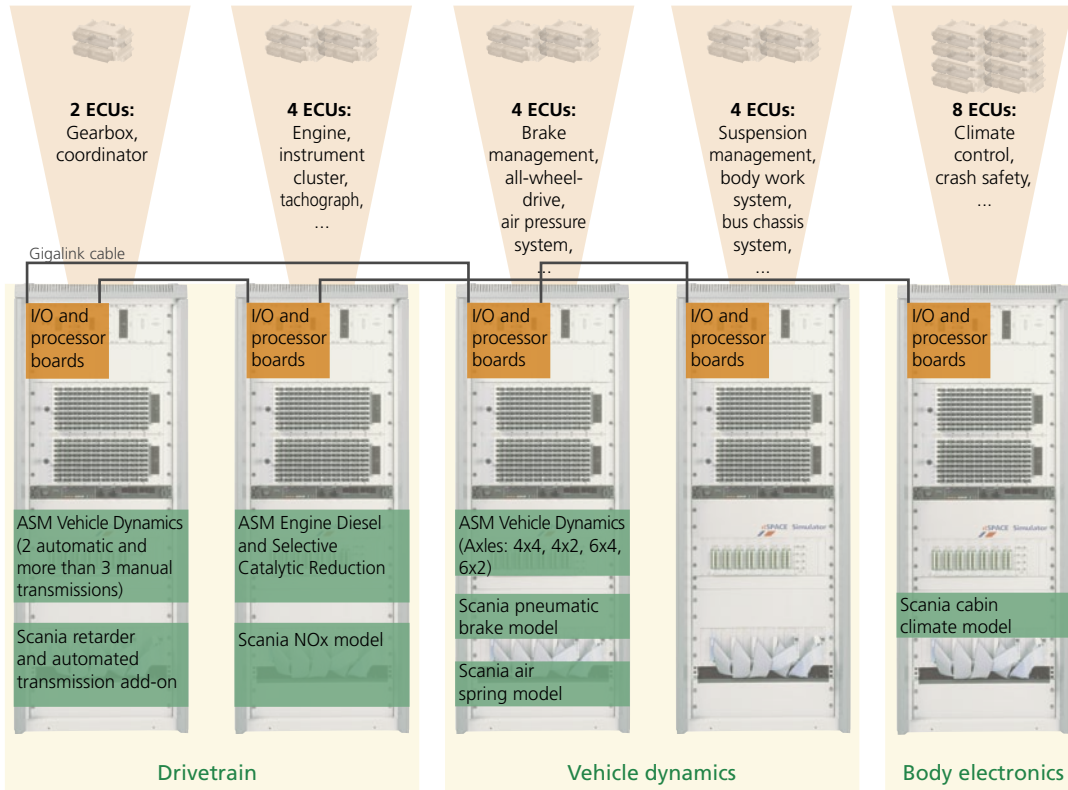 2 ECUs:
Gearbox,
coordinator
4 ECUs:
Engine,
instrument
cluster,
tachograph,
...
4 ECUs:
Brake
management,
all-wheel-
drive,
air pressure
system,
...
4 ECUs:
Suspension
management,
body work
system,
bus chassis
system,
...
8 ECUs:
Climate
control,
crash safety,
...
Gigalink cable
I/O and
processor
boards
I/O and
processor
boards
I/O and
processor
boards
I/O and
processor
boards
I/O and
processor
boards
ASM Vehicle Dynamics
(2 automatic and
more than 3 manual
transmissions)
Scania retarder
and automated
transmission add-on
ASM Engine Diesel
and Selective
Catalytic Reduction
Scania NOx model
ASM Vehicle Dynamics
(Axles: 4x4, 4x2, 6x4,
6x2)
Scania pneumatic
brake model
Scania air
spring model
dSPACE Simulator
dSPACE Simulator
Scania cabin
climate model
Drivetrain
Vehicle dynamics
Body electronics